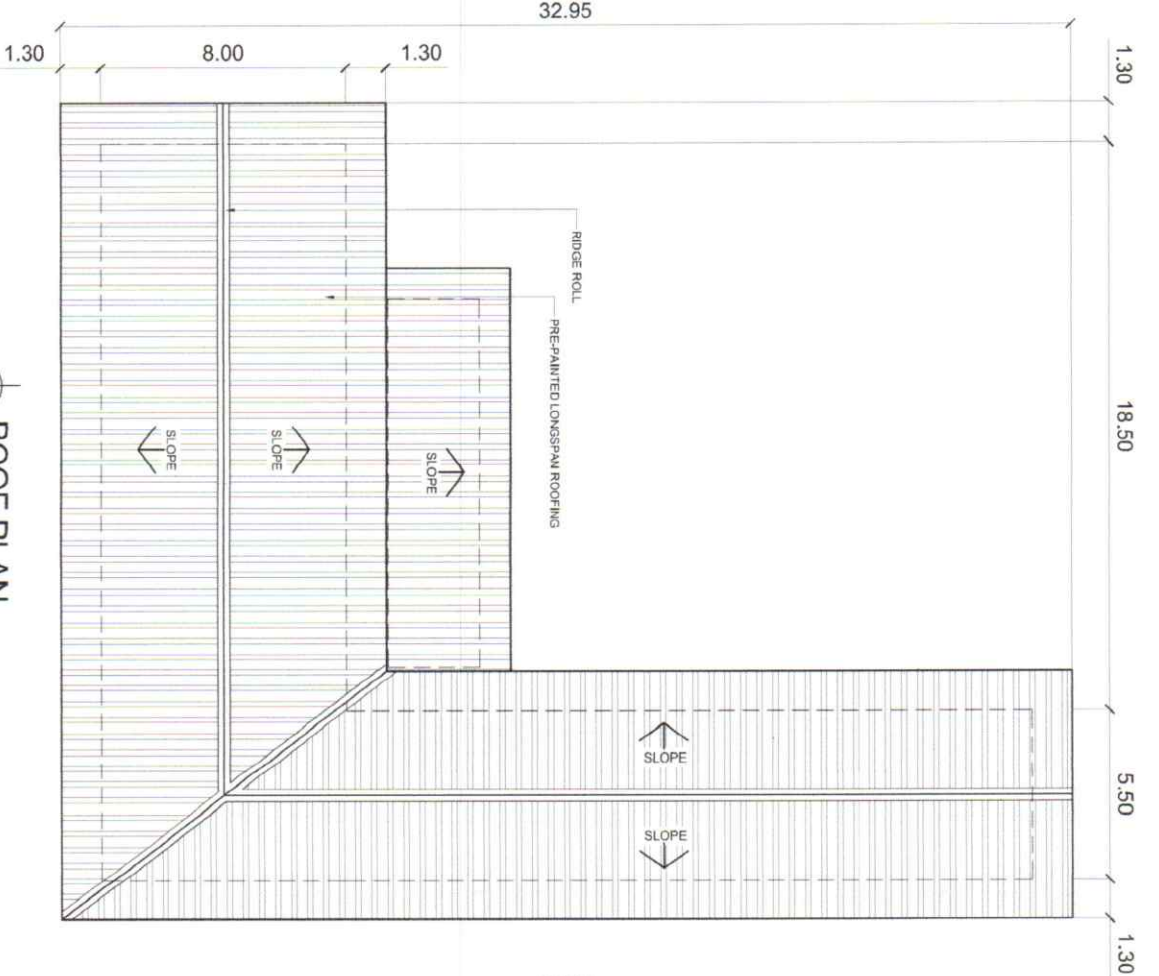 32.95
1.30
8.00
1.30
1.30
18.50
5.50
1.30
RIDGE ROLL
PRE-PAINTED LONGSPAN ROOFING
SLOPE
SLOPE
SLOPE
SLOPE
SLOPE
ROOF PLAN